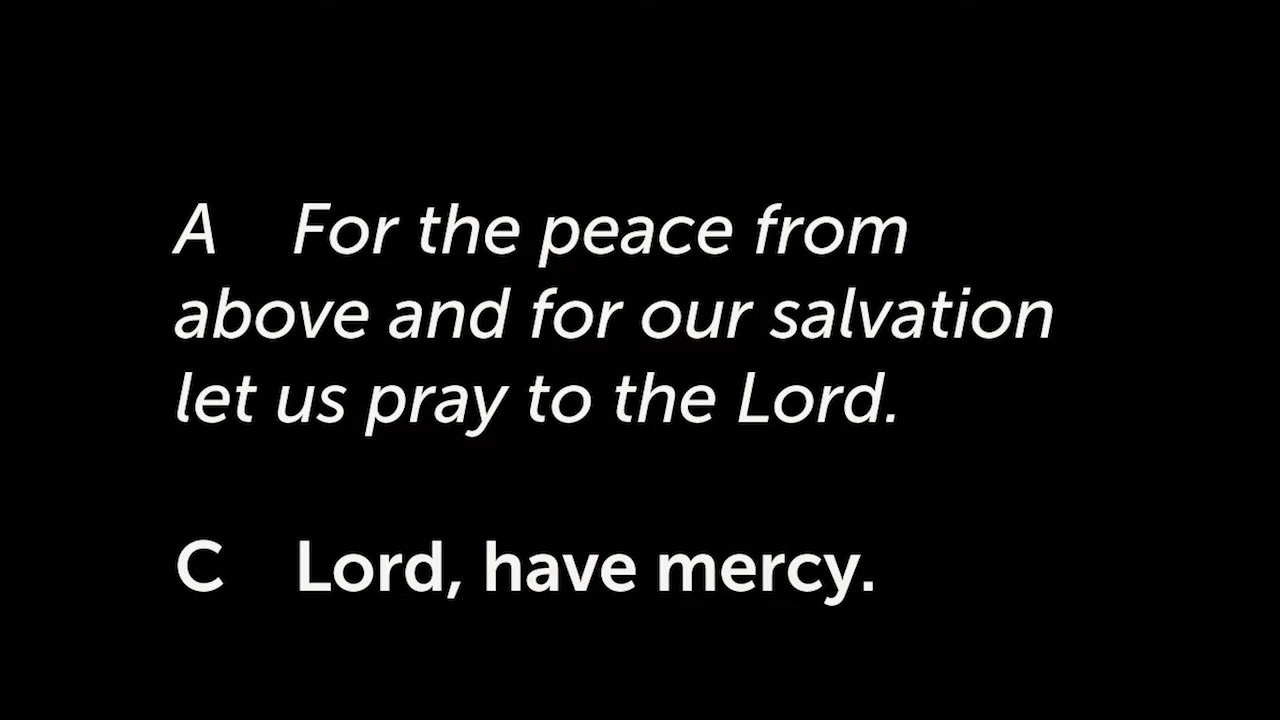 A For the peace from
above and for our salvation
let us pray to the Lord.
C Lord, have mercy.